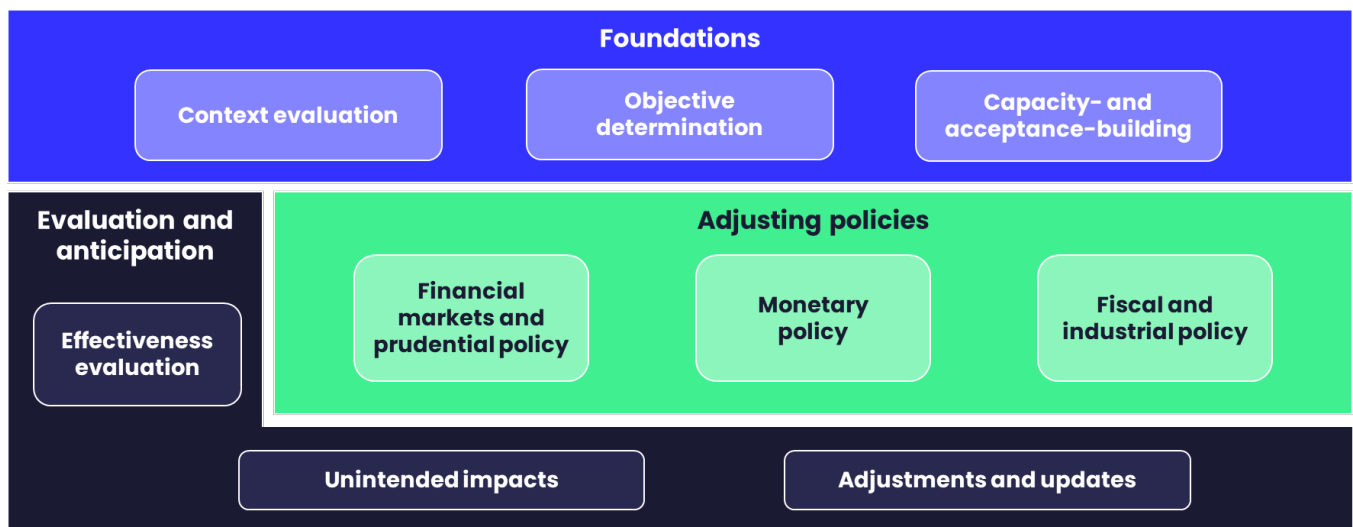 Foundations
Context evaluation
Objective
determination
Capacity- and
acceptance-building
Evaluation and
anticipation
Effectiveness
evaluation
Adjusting policies
Financial
markets and
prudential policy
Monetary
policy
Fiscal and
industrial policy
Unintended impacts
Adjustments and updates